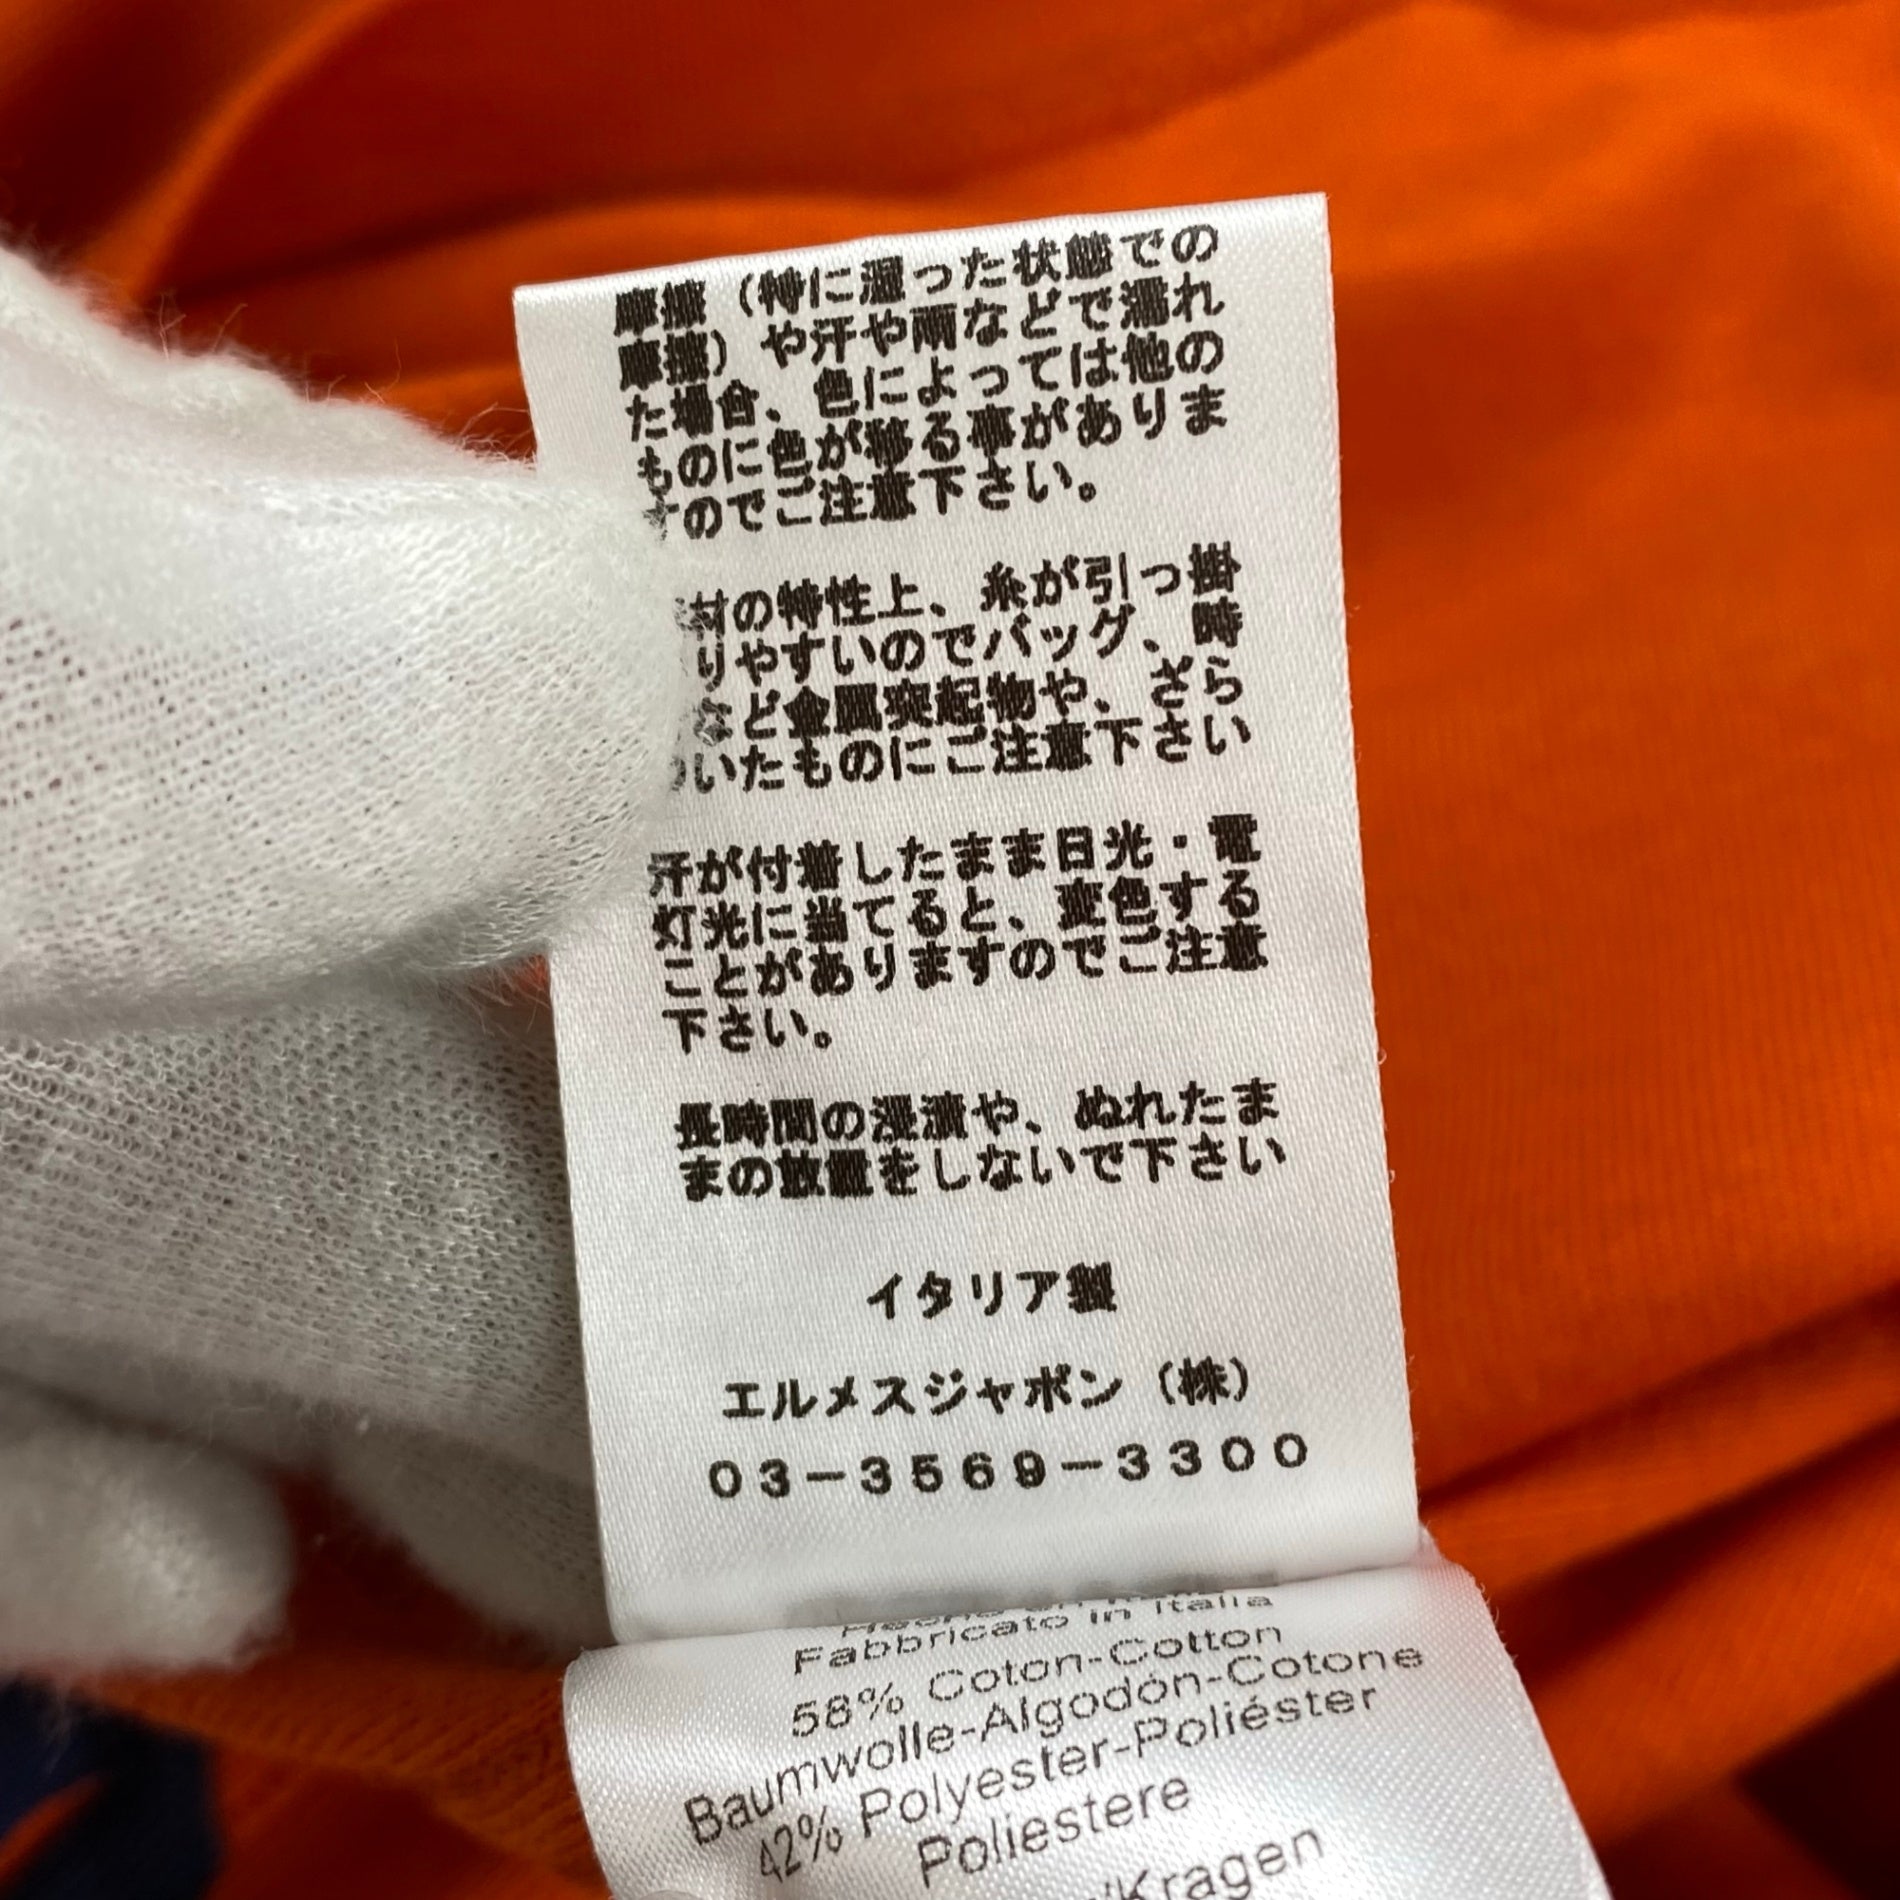 摩擦（特に湿った状態での
摩擦）や汗や雨などで濡れ
た場合、色によっては他の
ものに色が移る事がありま
すのでご注意下さい。
の特性上、糸が引っ掛
りやすいのでバッグ、時
など金属突起物や、ざら
いたものにご注意下さい
汗が付着したまま日光・電
灯光に当てると、変色する
ことがありますのでご注意
下さい。
長時間の浸漬や、ぬれたま
まの放置をしないで下さい
イタリア製
エルメスジャポン（株）
03-3569-3300
Fabbricato in Italia
58% Coton-Cotton
Baumwolle-Algodón-Cotone
42% Polyester-Poliéster
Poliestere
/Kragen